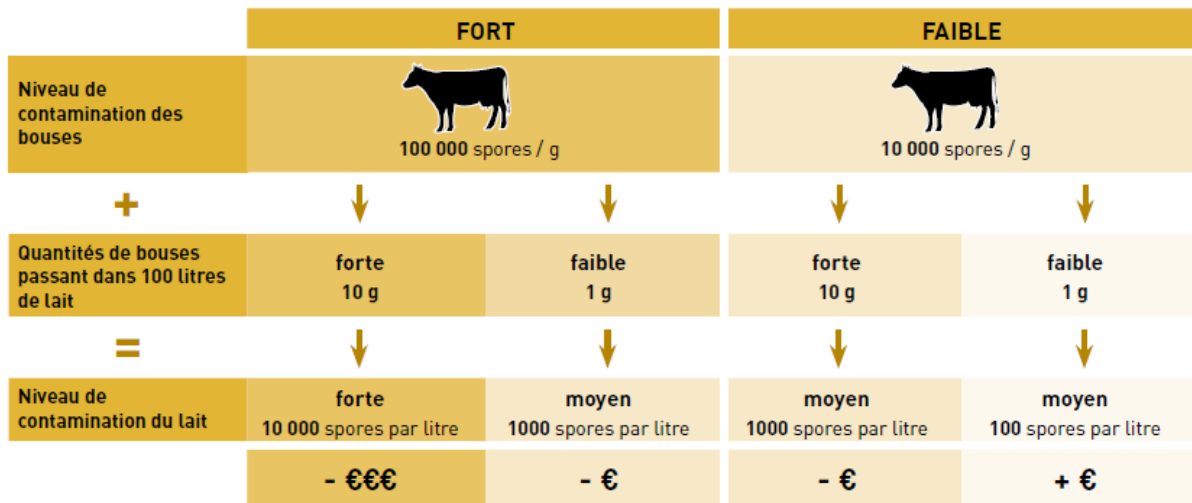 FORT
FAIBLE
Niveau de
contamination des
bouses
100 000 spores / g
10 000 spores / g
+
Quantités de bouses
passant dans 100 litres
de lait
forte
10 g
faible
1 g
forte
10 g
faible
1 g
=
Niveau de
contamination du lait
forte
10 000 spores par litre
moyen
1000 spores par litre
moyen
1000 spores par litre
moyen
100 spores par litre
- €€€
- €
- €
+ €